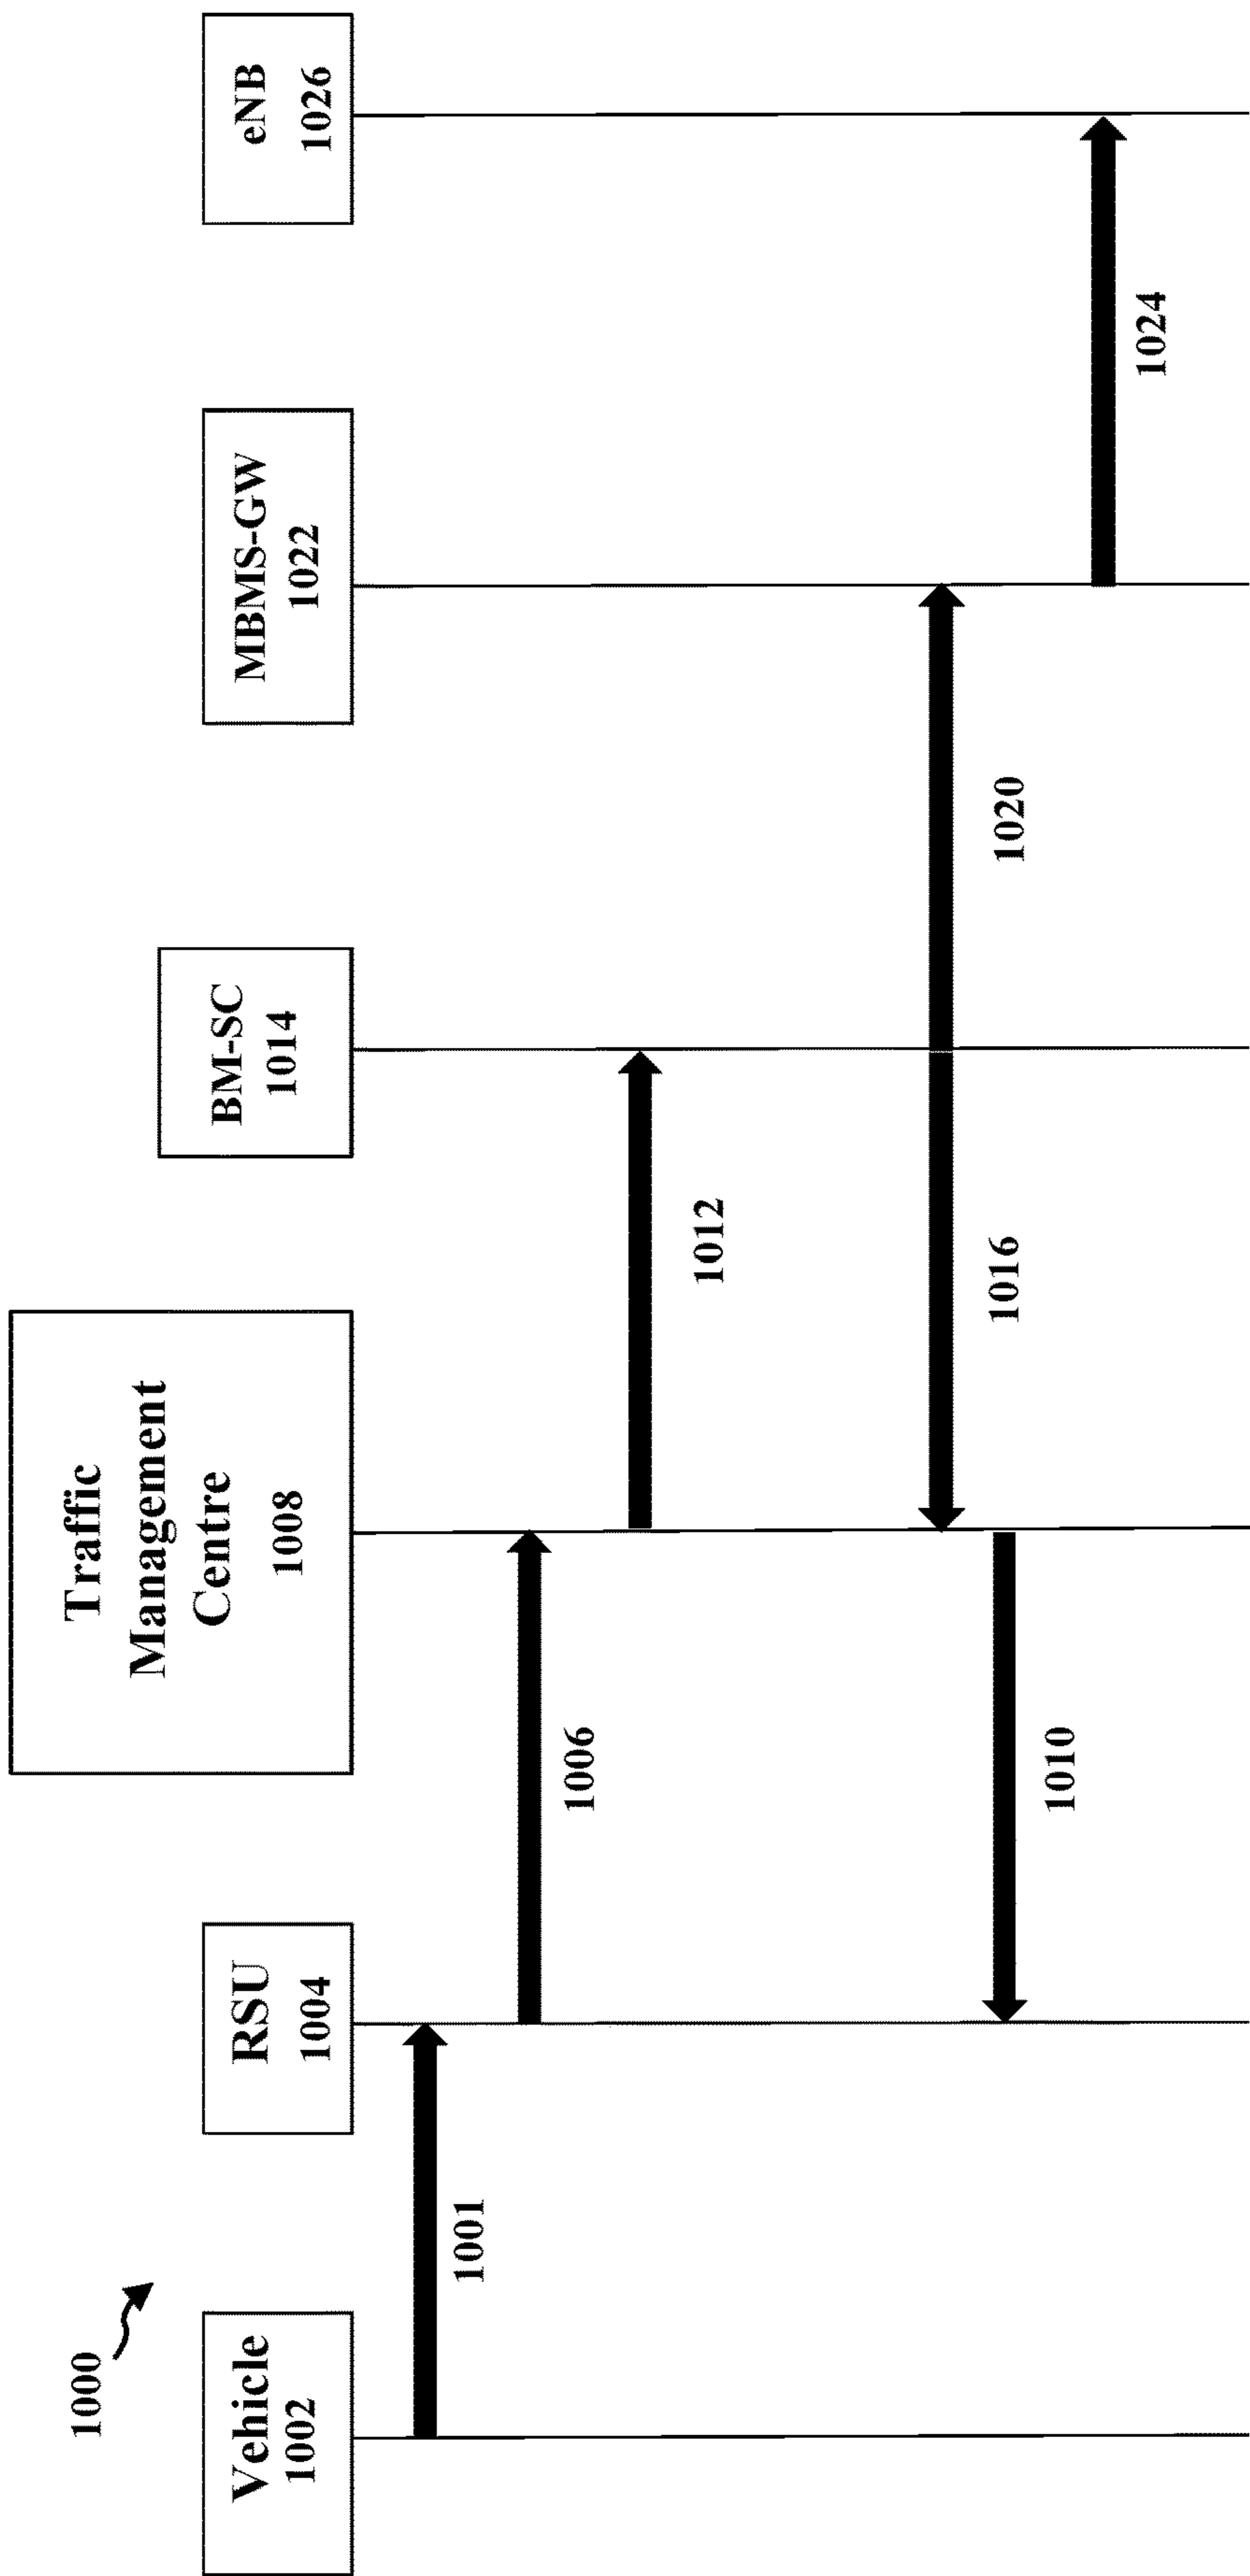 1000
Vehicle
1002
RSU
1004
Traffic
Management
Centre
1008
BM-SC
1014
MBMS-GW
1022
eNB
1026
1001
1006
1012
1016
1020
1010
1024